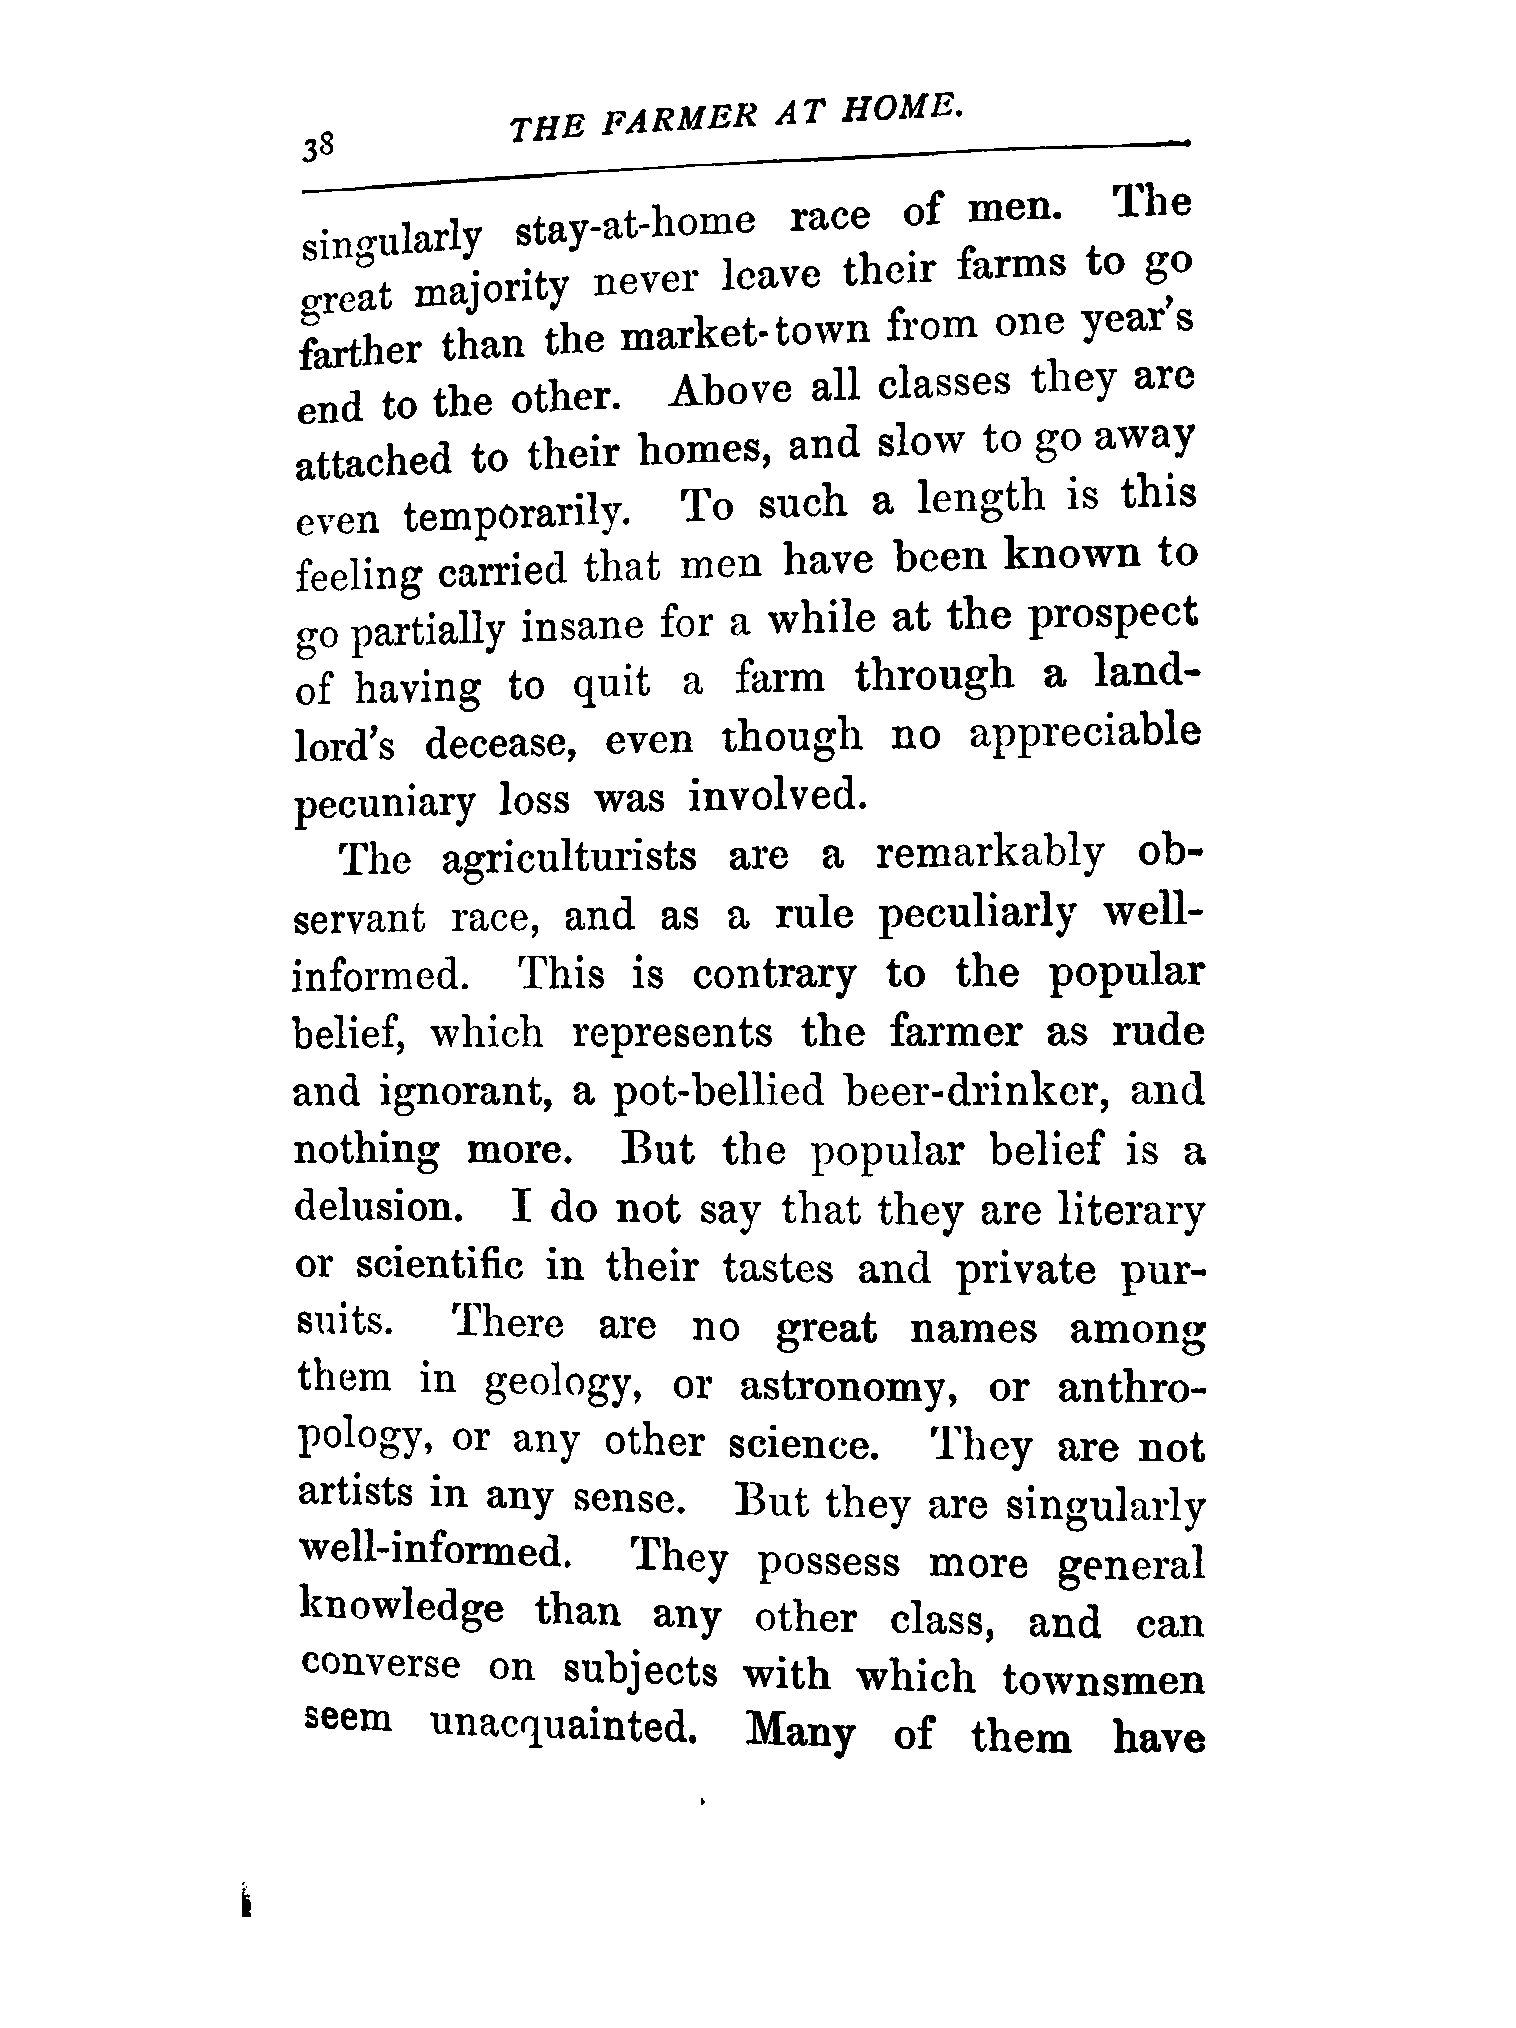 38 THE FARMER AT HOME.
singularly stay-at-home race of men. The
great majority never leave their farms to go
farther than the market-town from one year's
end to the other. Above all classes they are
attached to their homes, and slow to go away
even temporarily. To such a length is this
feeling carried that men have been known to
go partially insane for a while at the prospect
of having to quit a farm through a land-
lord's decease, even though no appreciable
pecuniary loss was involved.
The agriculturists are a remarkably ob-
servant race, and as a rule peculiarly well-
informed. This is contrary to the popular
belief, which represents the farmer as rude
and ignorant, a pot-bellied beer-drinker, and
nothing more. But the popular belief is a
delusion. I do not say that they are literary
or scientific in their tastes and private pur-
suits. There are no great names among
them in geology, or astronomy, or anthro-
pology, or any other science. They are not
artists in any sense. But they are singularly
well-informed. They possess more general
knowledge than any other class, and can
converse on subjects with which townsmen
seem unacquainted. Many of them have